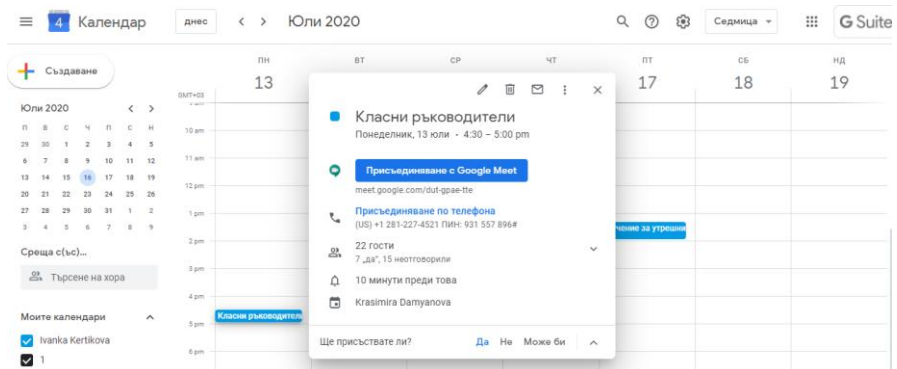 4 Календар днес Юли 2020 Седмица G Suite
Създаване
Юли 2020
П В С Ч П С Н
29 30 1 2 3 4 5
6 7 8 9 10 11 12
13 14 15 16 17 18 19
20 21 22 23 24 25 26
27 28 29 30 31 1 2
3 4 5 6 7 8 9
Среща с(ъс)...
Търсене на хора
Моите календари
Ivanka Kertikova
1
ПН ВТ СР ЧТ ПТ СБ НД
13 17 18 19
GMT+03
10 am
11 am
12 pm
1 pm
2 pm
3 pm
4 pm
5 pm
6 pm
Класни ръководители
Понеделник, 13 юли · 4:30 – 5:00 pm
Присъединяване с Google Meet
meet.google.com/dut-gpae-tte
Присъединяване по телефона
(US) +1 281-227-4521 ПИН: 931 557 896#
22 гости
7 „да“, 15 неотговорили
10 минути преди това
Krasimira Damyanova
Ще присъствате ли? Да Не Може би
Класни ръководител
чение за утрешни